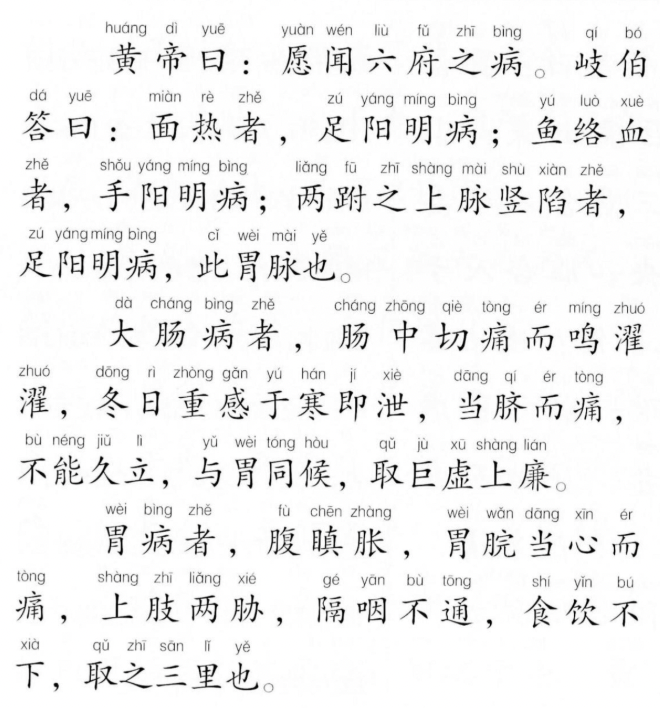 huáng dì yuē yuàn wén liù fǔ zhī bìng qí bó
黄帝曰：愿闻六府之病。岐伯
dá yuē miàn rè zhě zú yáng míng bìng yú luò xuè
答曰：面热者，足阳明病；鱼络血
zhě shǒu yáng míng bìng liǎng fū zhī shàng mài shù xiàn zhě
者，手阳明病；两跗之上脉竖陷者，
zú yáng míng bìng cǐ wèi mài yě
足阳明病，此胃脉也。
dà cháng bìng zhě cháng zhōng qiè tòng ér míng zhuó
大肠病者，肠中切痛而鸣濯
zhuó dōng rì zhòng gǎn yú hán jí xiè dāng qí ér tòng
濯，冬日重感于寒即泄，当脐而痛，
bù néng jiǔ lì yǔ wèi tóng hòu qǔ jù xū shàng lián
不能久立，与胃同候，取巨虚上廉。
wèi bìng zhě fù chēn zhàng wèi wǎn dāng xīn ér
胃病者，腹瞋胀，胃脘当心而
tòng shàng zhī liǎng xié gé yān bù tōng shí yǐn bú
痛，上肢两胁，隔咽不通，食饮不
xià qǔ zhī sān lǐ yě
下，取之三里也。